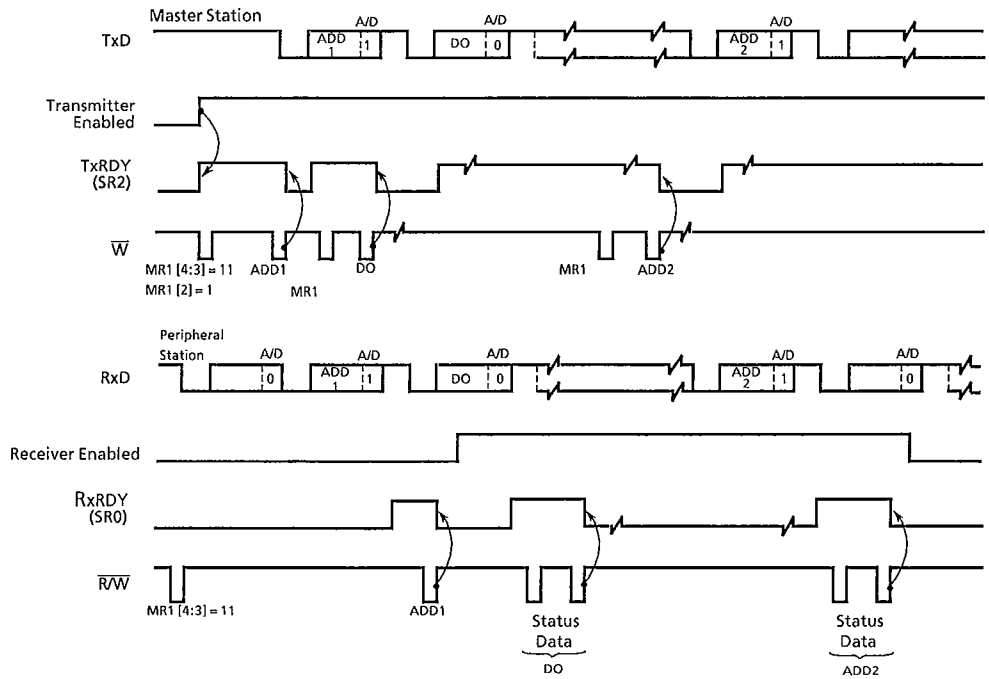 Master Station
A/D A/D A/D
TxD ADD 1 1 DO 0 ADD 2 1
Transmitter
Enabled
TxRDY
(SR2)
W
MR1 [4:3] = 11 ADD1 DO MR1 ADD2
MR1 [2] = 1 MR1
Peripheral
Station A/D A/D A/D A/D A/D
RxD 0 ADD 1 1 DO 0 ADD 2 1 0
Receiver Enabled
RxRDY
(SR0)
R/W
MR1 [4:3] = 11 ADD1
Status Status
Data Data
DO ADD2